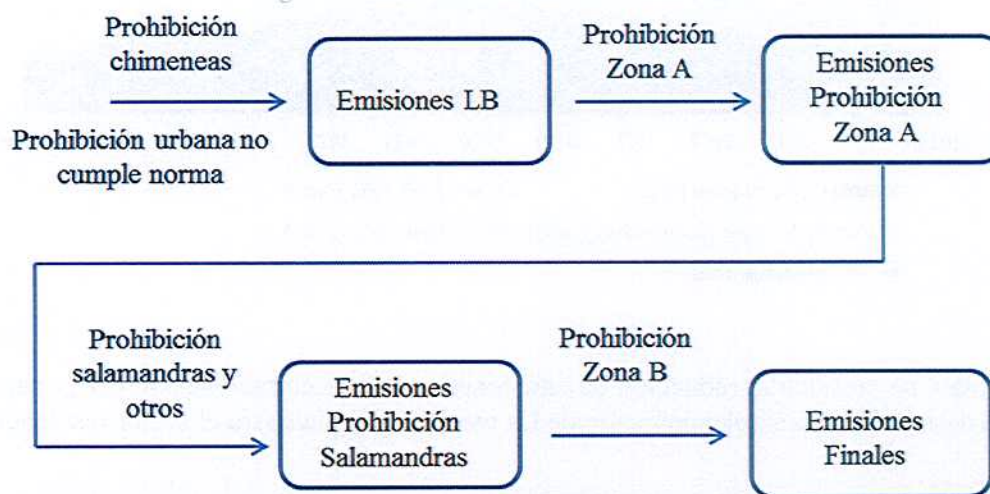 Prohibición
chimeneas
Prohibición urbana no
cumple norma
Emisiones LB
Prohibición
Zona A
Emisiones
Prohibición
Zona A
Prohibición
salamandras y
otros
Emisiones
Prohibición
Salamandras
Prohibición
Zona B
Emisiones
Finales